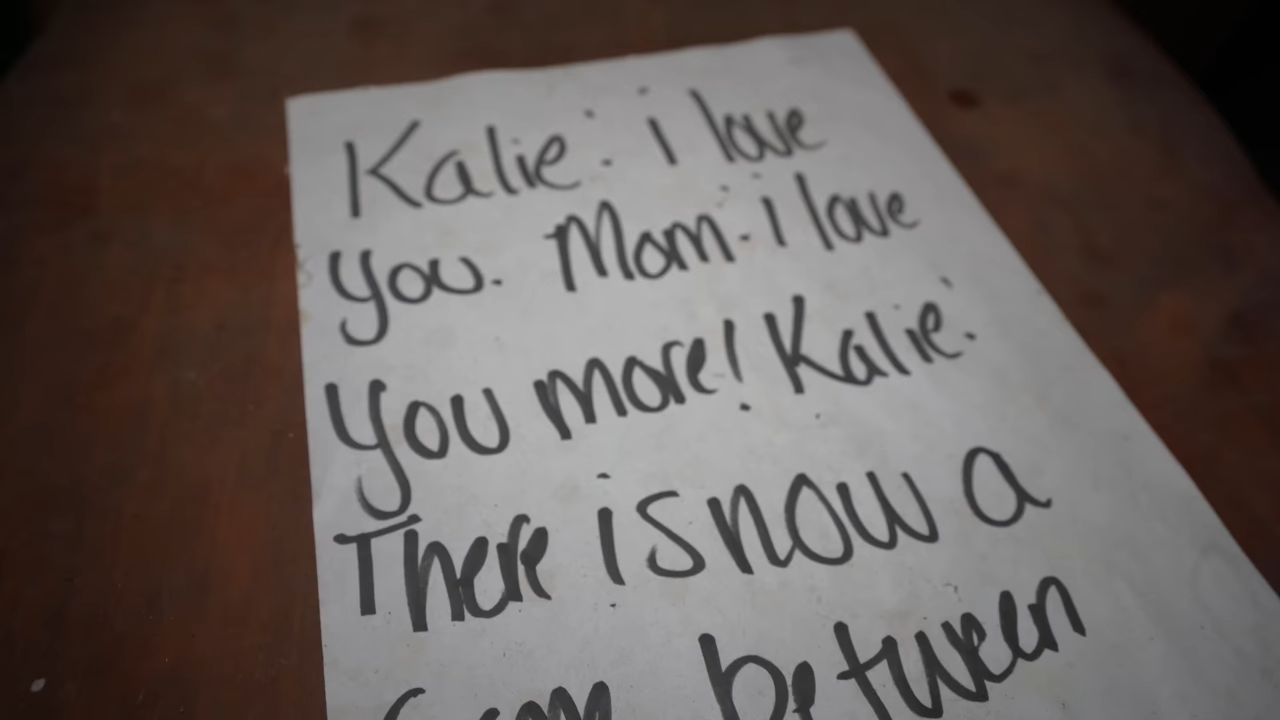 Kalie: i love
you. Mom: i love
you more! Kalie:
There is now a
between